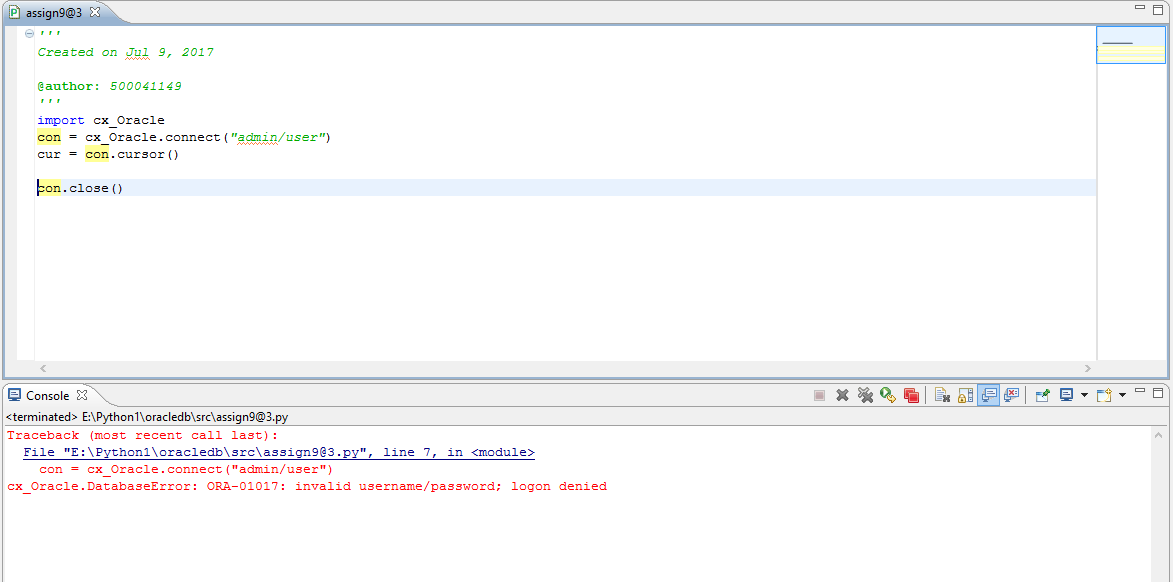 assign9@3
'''
Created on Jul 9, 2017
@author: 500041149
'''
import cx_Oracle
con = cx_Oracle.connect("admin/user")
cur = con.cursor()
con.close()
Console
<terminated> E:\Python1\oracledb\src\assign9@3.py
Traceback (most recent call last):
  File "E:\Python1\oracledb\src\assign9@3.py", line 7, in <module>
    con = cx_Oracle.connect("admin/user")
cx_Oracle.DatabaseError: ORA-01017: invalid username/password; logon denied